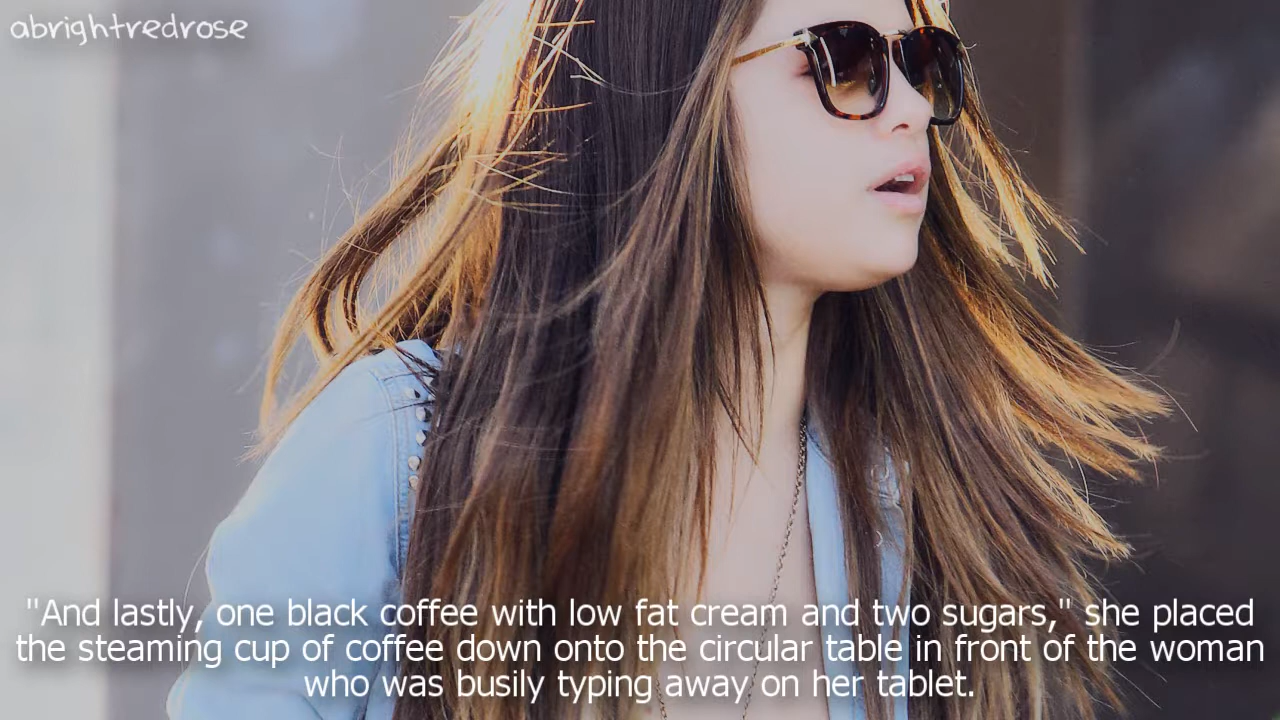 abrightredrose
"And lastly, one black coffee with low fat cream and two sugars," she placed
the steaming cup of coffee down onto the circular table in front of the woman
who was busily typing away on her tablet.